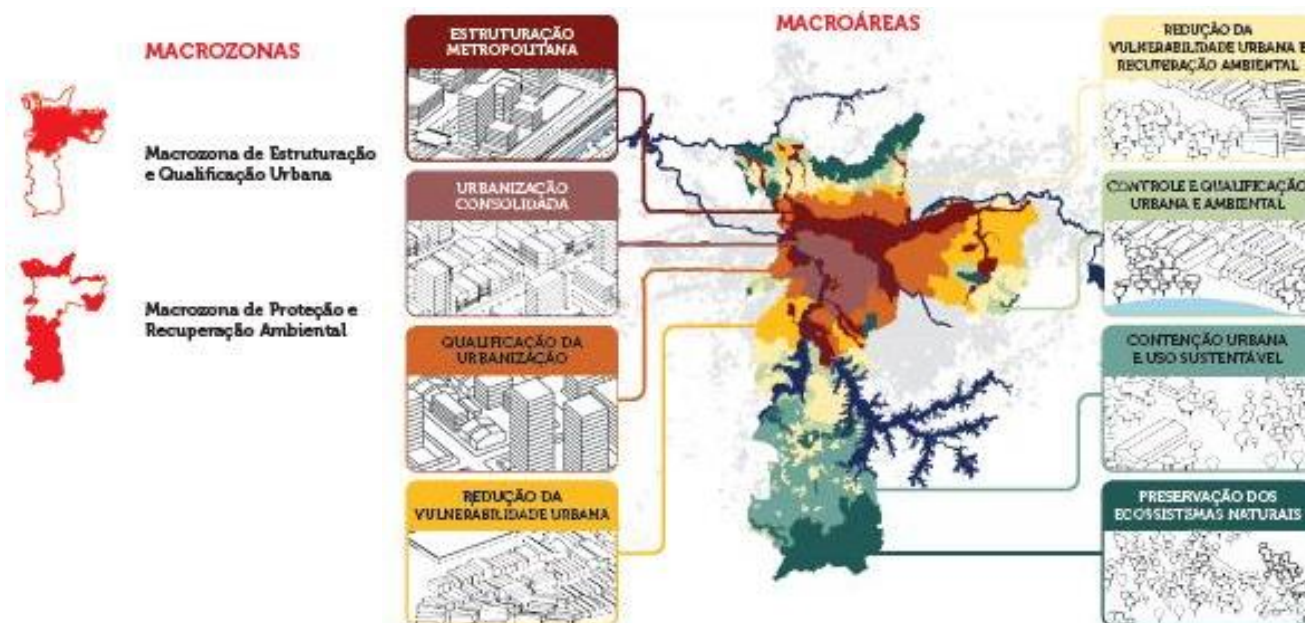 MACROZONAS
Macrozona de Estruturação
e Qualificação Urbana
Macrozona de Proteção e
Recuperação Ambiental
MACROÁREAS
ESTRUTURAÇÃO
METROPOLITANA
URBANIZAÇÃO
CONSOLIDADA
QUALIFICAÇÃO DA
URBANIZAÇÃO
REDUÇÃO DA
VULNERABILIDADE URBANA
REDUÇÃO DA
VULNERABILIDADE URBANA E
RECUPERAÇÃO AMBIENTAL
CONTROLE E QUALIFICAÇÃO
URBANA E AMBIENTAL
CONTENÇÃO URBANA
E USO SUSTENTÁVEL
PRESERVAÇÃO DOS
ECOSSISTEMAS NATURAIS